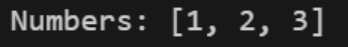 Numbers: [1, 2, 3]